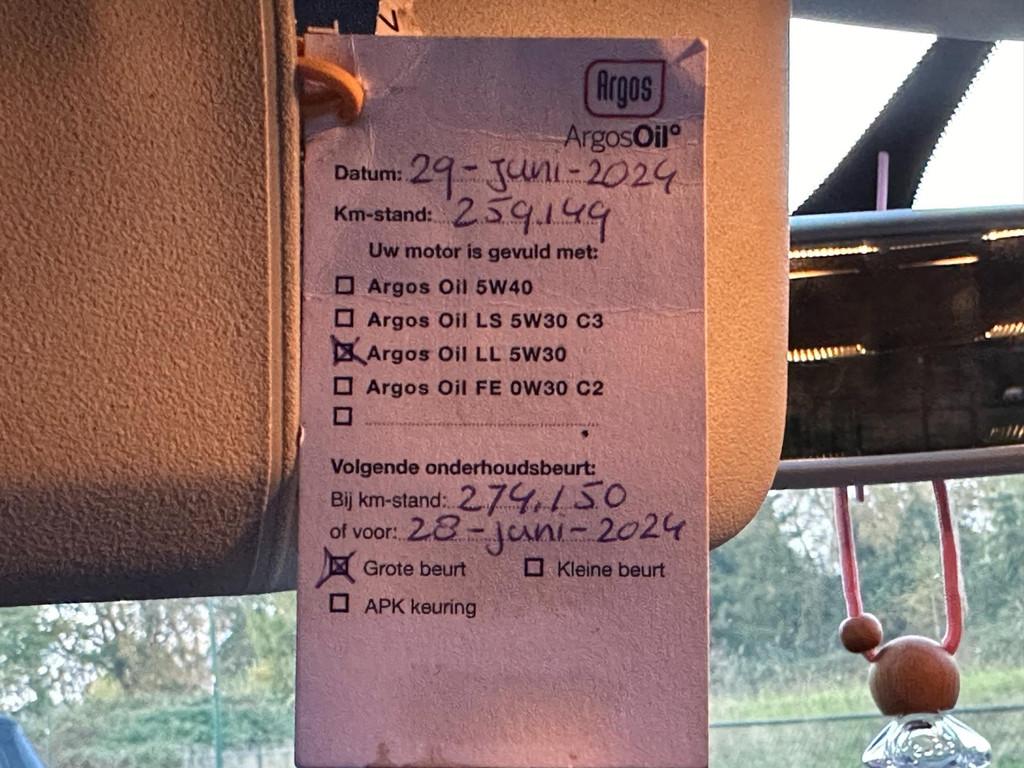 Argos
ArgosOil°
Datum: 29-juni-2024
Km-stand: 259.149
Uw motor is gevuld met:
Argos Oil 5W40
Argos Oil LS 5W30 C3
Argos Oil LL 5W30
Argos Oil FE 0W30 C2
Volgende onderhoudsbeurt:
Bij km-stand: 274.150
of voor: 28-juni-2024
Grote beurt Kleine beurt
APK keuring